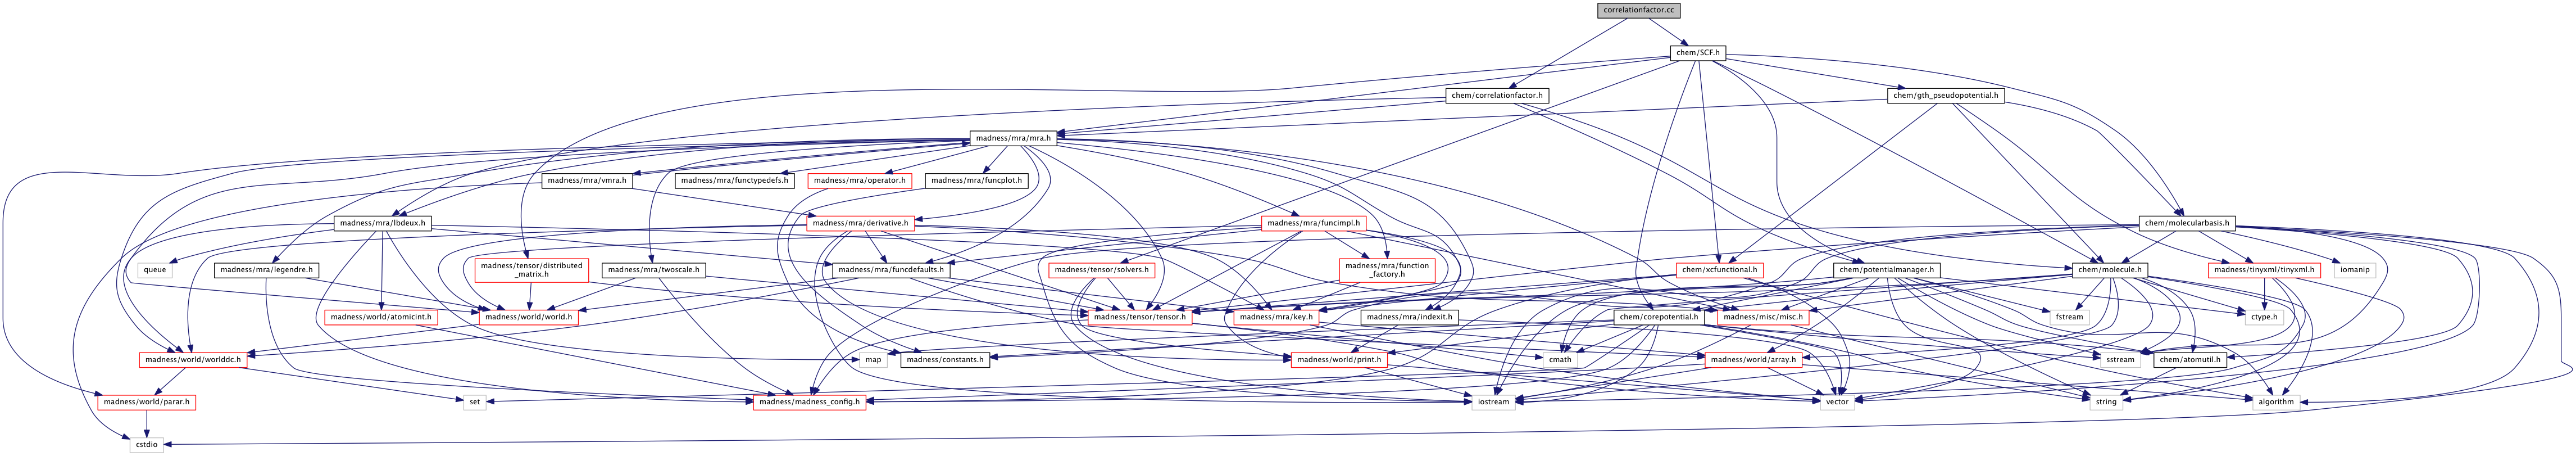 correlationfactor.cc
chem/SCF.h
chem/correlationfactor.h
chem/gth_pseudopotential.h
madness/mra/mra.h
madness/mra/vmra.h
madness/mra/functypedefs.h
madness/mra/operator.h
madness/mra/funcplot.h
madness/mra/lbdeux.h
madness/mra/derivative.h
madness/mra/funcimpl.h
chem/molecularbasis.h
queue
madness/mra/legendre.h
madness/tensor/distributed
_matrix.h
madness/mra/twoscale.h
madness/mra/funcdefaults.h
madness/tensor/solvers.h
madness/mra/function
_factory.h
chem/xcfunctional.h
chem/potentialmanager.h
chem/molecule.h
madness/tinyxml/tinyxml.h
iomanip
madness/world/atomicint.h
madness/world/world.h
madness/tensor/tensor.h
madness/mra/key.h
madness/mra/indexit.h
chem/corepotential.h
madness/misc/misc.h
fstream
ctype.h
madness/world/worlddc.h
map
madness/constants.h
madness/world/print.h
cmath
madness/world/array.h
sstream
chem/atomutil.h
madness/world/parar.h
set
madness/madness_config.h
iostream
vector
string
algorithm
cstdio